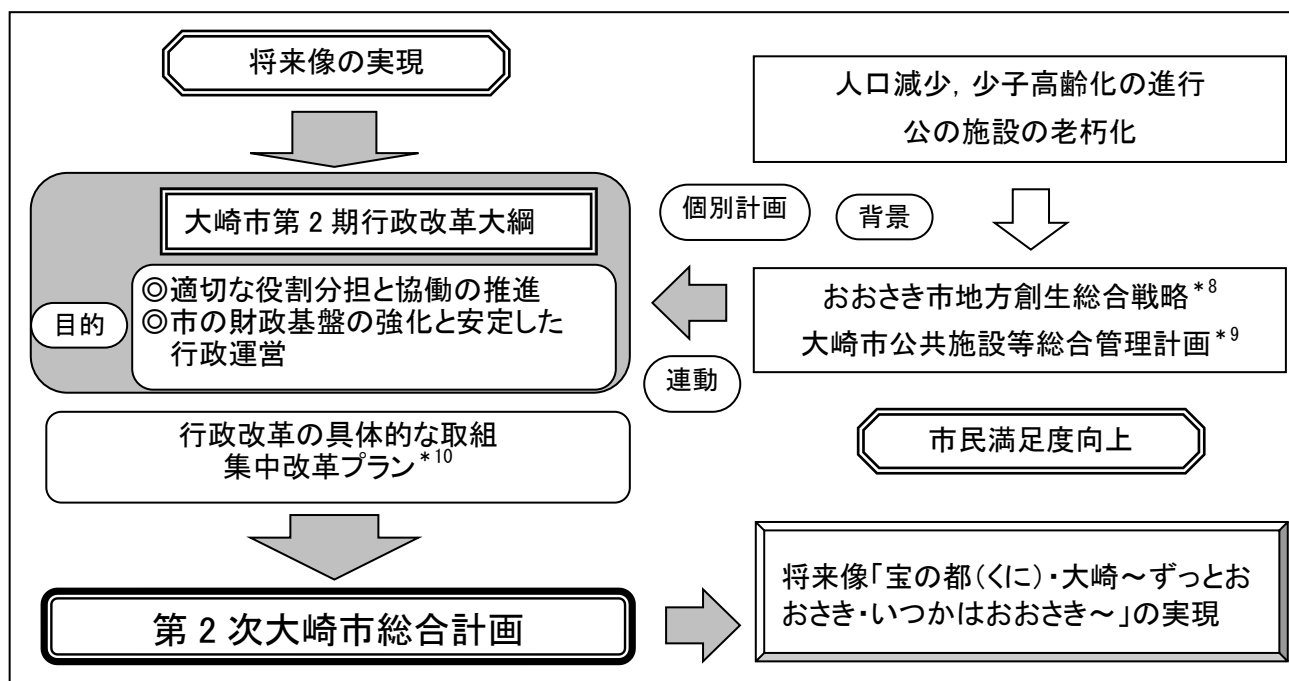 将来像の実現
人口減少，少子高齢化の進行
公の施設の老朽化
大崎市第２期行政改革大綱
個別計画
背景
目的
◎適切な役割分担と協働の推進
◎市の財政基盤の強化と安定した
行政運営
おおさき市地方創生総合戦略*8
大崎市公共施設等総合管理計画*9
連動
行政改革の具体的な取組
集中改革プラン*10
市民満足度向上
第２次大崎市総合計画
将来像「宝の都（くに）・大崎～ずっとお
おさき・いつかはおおさき～」の実現